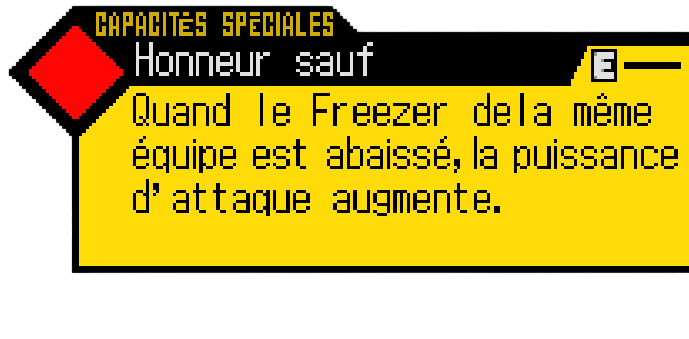 CAPACITÉS SPÉCIALES
Honneur sauf
E —
Quand le Freezer dela même
équipe est abaissé, la puissance
d'attaque augmente.